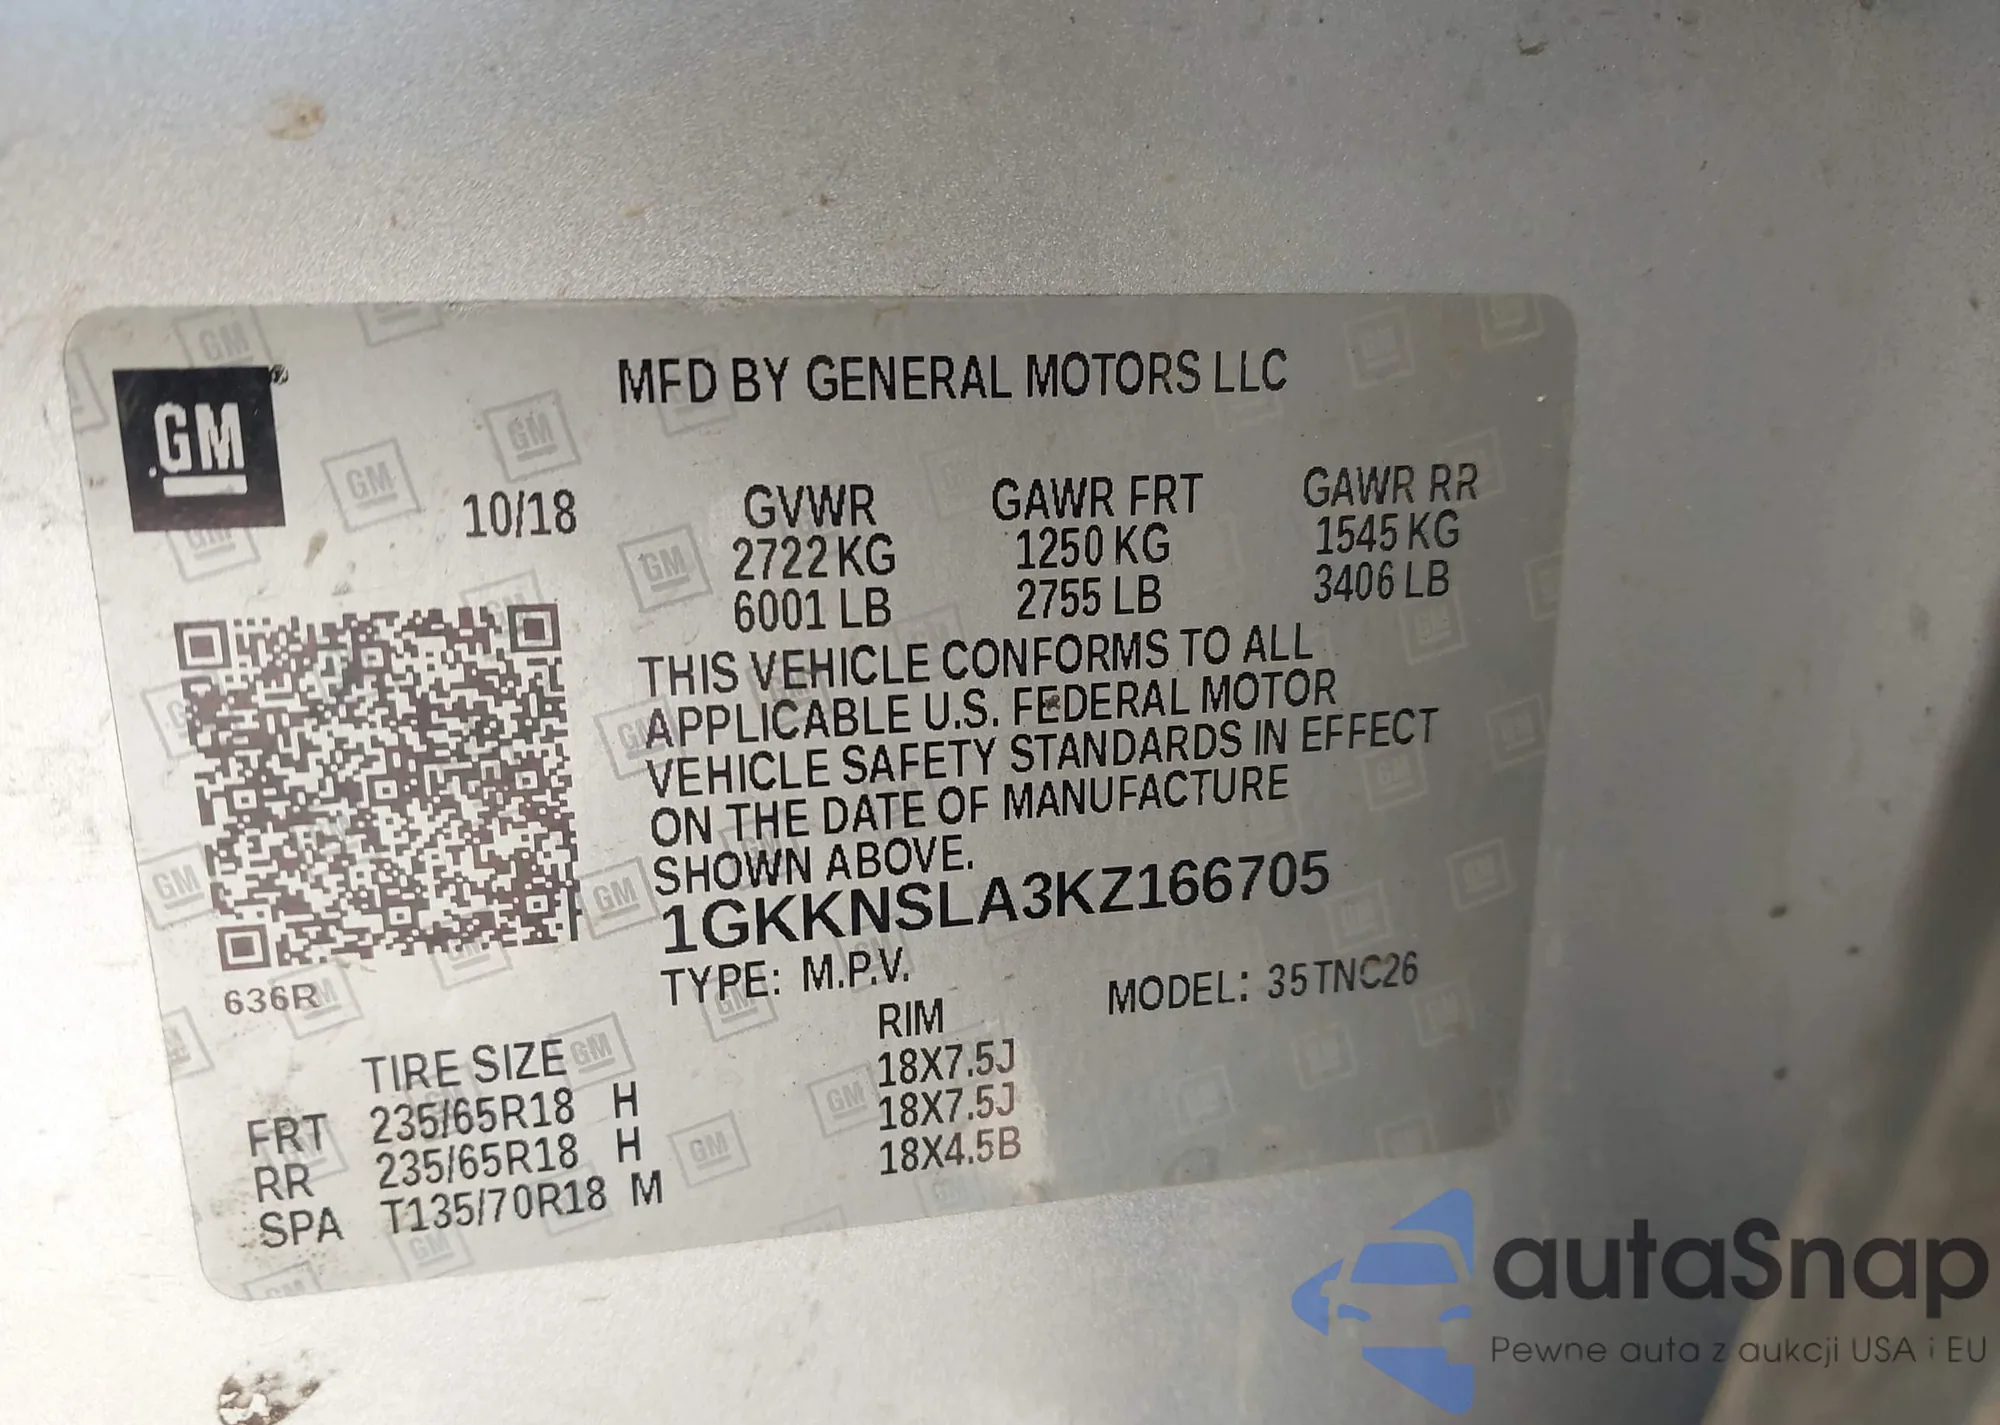 GM
MFD BY GENERAL MOTORS LLC
10/18 GVWR GAWR FRT GAWR RR
2722 KG 1250 KG 1545 KG
6001 LB 2755 LB 3406 LB
THIS VEHICLE CONFORMS TO ALL
APPLICABLE U.S. FEDERAL MOTOR
VEHICLE SAFETY STANDARDS IN EFFECT
ON THE DATE OF MANUFACTURE
SHOWN ABOVE.
1GKKNSLA3KZ166705
TYPE: M.P.V. MODEL: 35TNC26
636R
TIRE SIZE RIM
FRT 235/65R18 H 18X7.5J
RR 235/65R18 H 18X7.5J
SPA T135/70R18 M 18X4.5B
autaSnap
Pewne auta z aukcji USA i EU